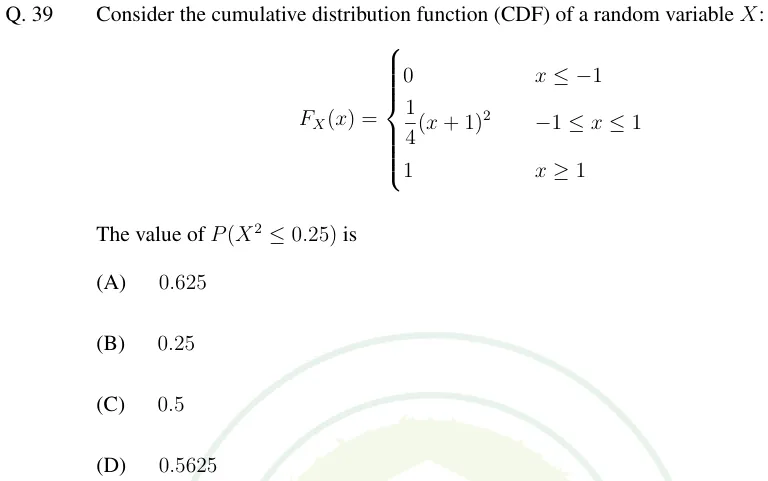 Q. 39 Consider the cumulative distribution function (CDF) of a random variable X:
0 x ≤ −1
F_X(x) = { 1/4 (x + 1)² −1 ≤ x ≤ 1
1 x ≥ 1
The value of P(X² ≤ 0.25) is
(A) 0.625
(B) 0.25
(C) 0.5
(D) 0.5625